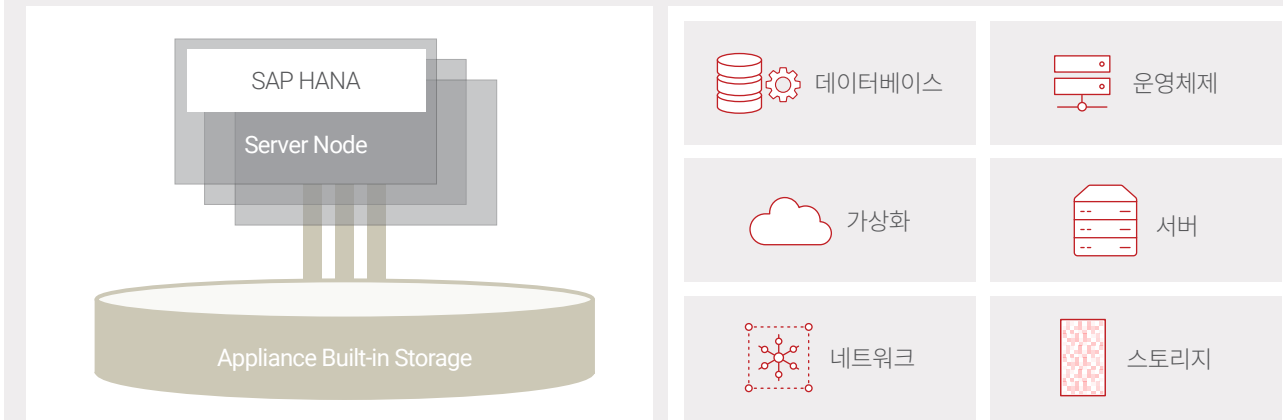 SAP HANA
Server Node
Appliance Built-in Storage
데이터베이스
운영체제
가상화
서버
네트워크
스토리지